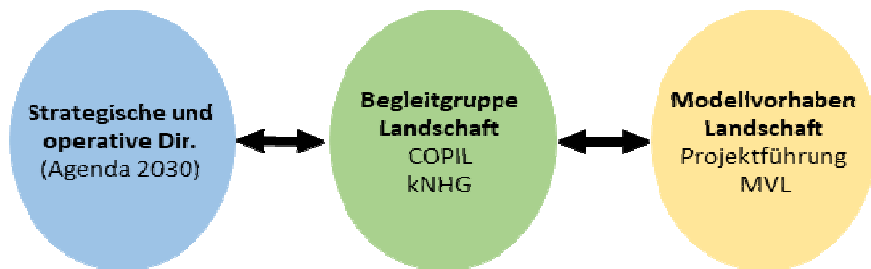 Strategische und
operative Dir.
(Agenda 2030)
Begleitgruppe
Landschaft
COPIL
kNHG
Modellvorhaben
Landschaft
Projektführung
MVL